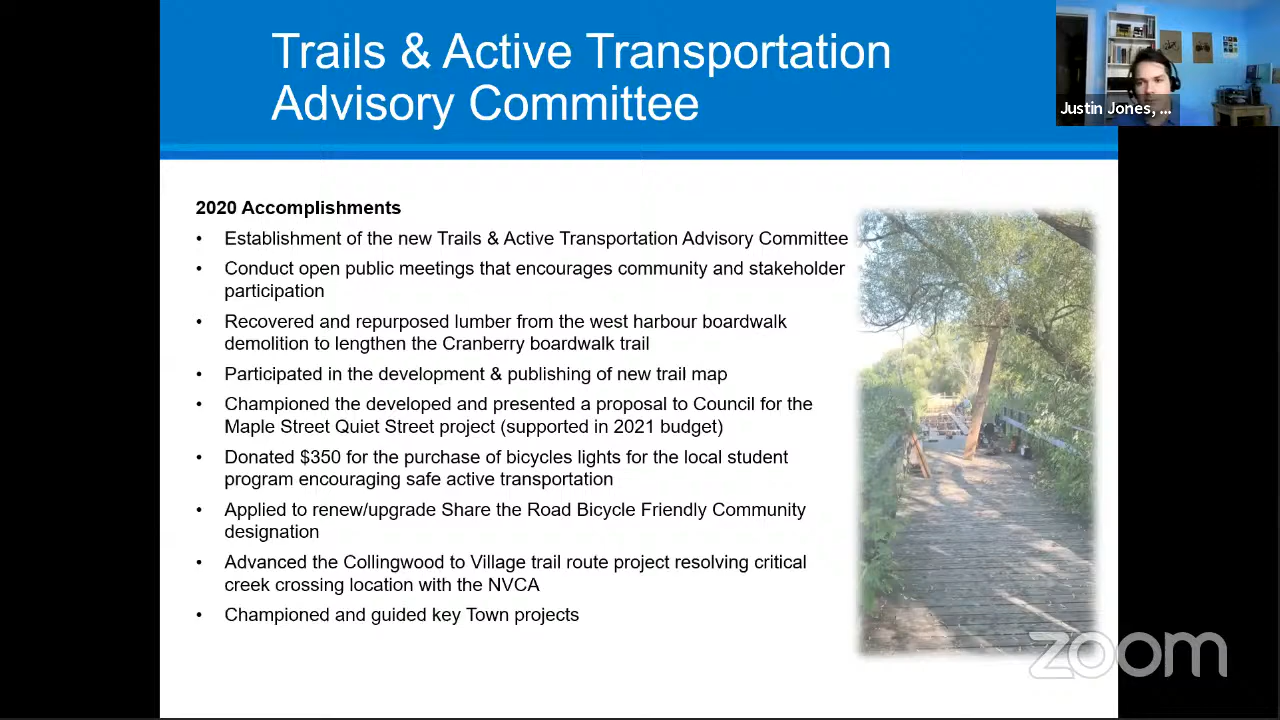 Trails & Active Transportation
Advisory Committee
Justin Jones, ...
2020 Accomplishments
• Establishment of the new Trails & Active Transportation Advisory Committee
• Conduct open public meetings that encourages community and stakeholder
participation
• Recovered and repurposed lumber from the west harbour boardwalk
demolition to lengthen the Cranberry boardwalk trail
• Participated in the development & publishing of new trail map
• Championed the developed and presented a proposal to Council for the
Maple Street Quiet Street project (supported in 2021 budget)
• Donated $350 for the purchase of bicycles lights for the local student
program encouraging safe active transportation
• Applied to renew/upgrade Share the Road Bicycle Friendly Community
designation
• Advanced the Collingwood to Village trail route project resolving critical
creek crossing location with the NVCA
• Championed and guided key Town projects
zoom